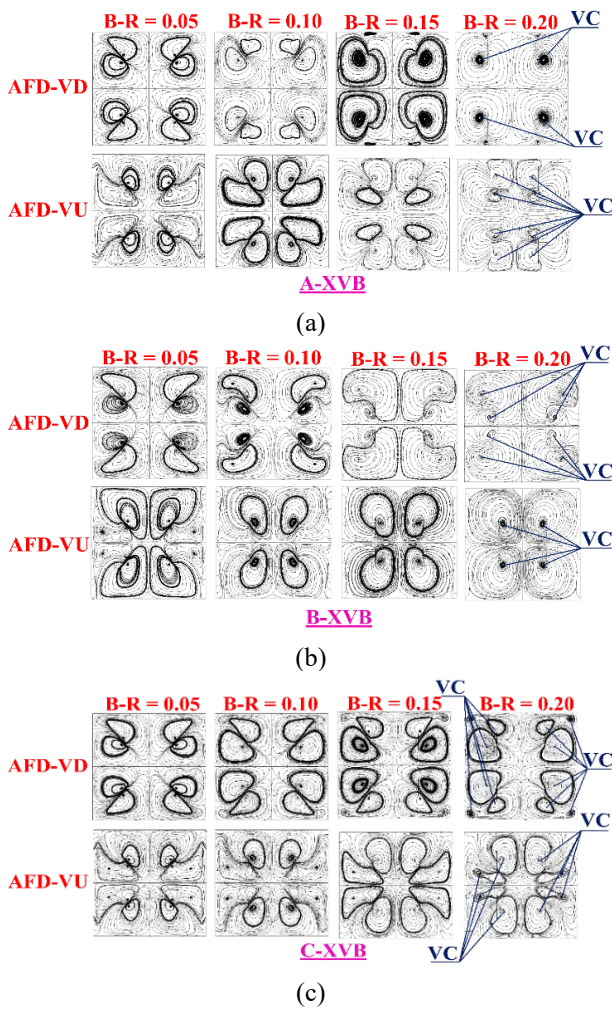 B-R = 0.05 B-R = 0.10 B-R = 0.15 B-R = 0.20 VC
AFD-VD
VC
AFD-VU
VC
A-XVB
(a)
B-R = 0.05 B-R = 0.10 B-R = 0.15 B-R = 0.20 VC
AFD-VD
VC
AFD-VU
VC
B-XVB
(b)
VC
B-R = 0.05 B-R = 0.10 B-R = 0.15 B-R = 0.20
AFD-VD
VC
VC
AFD-VU
C-XVB
VC
(c)